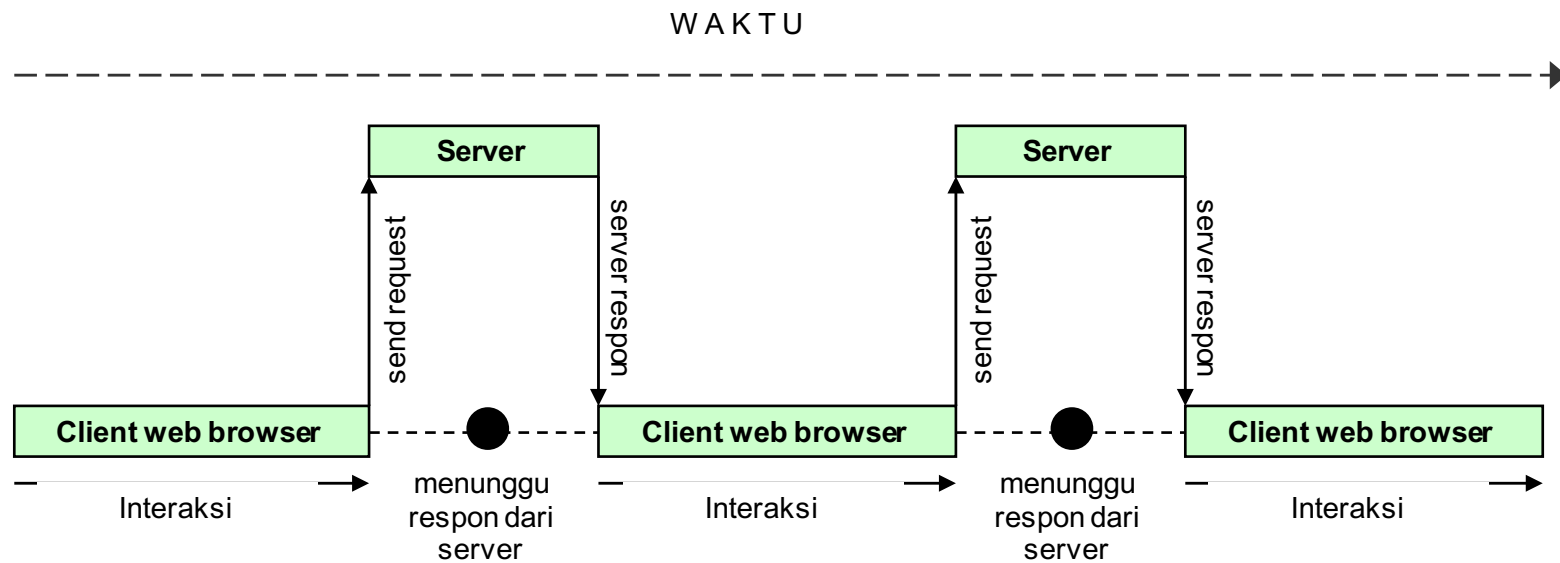 WAKTU
Server
Server
send request
server respon
send request
server respon
Client web browser
Client web browser
Client web browser
Interaksi
menunggu
respon dari
server
Interaksi
menunggu
respon dari
server
Interaksi